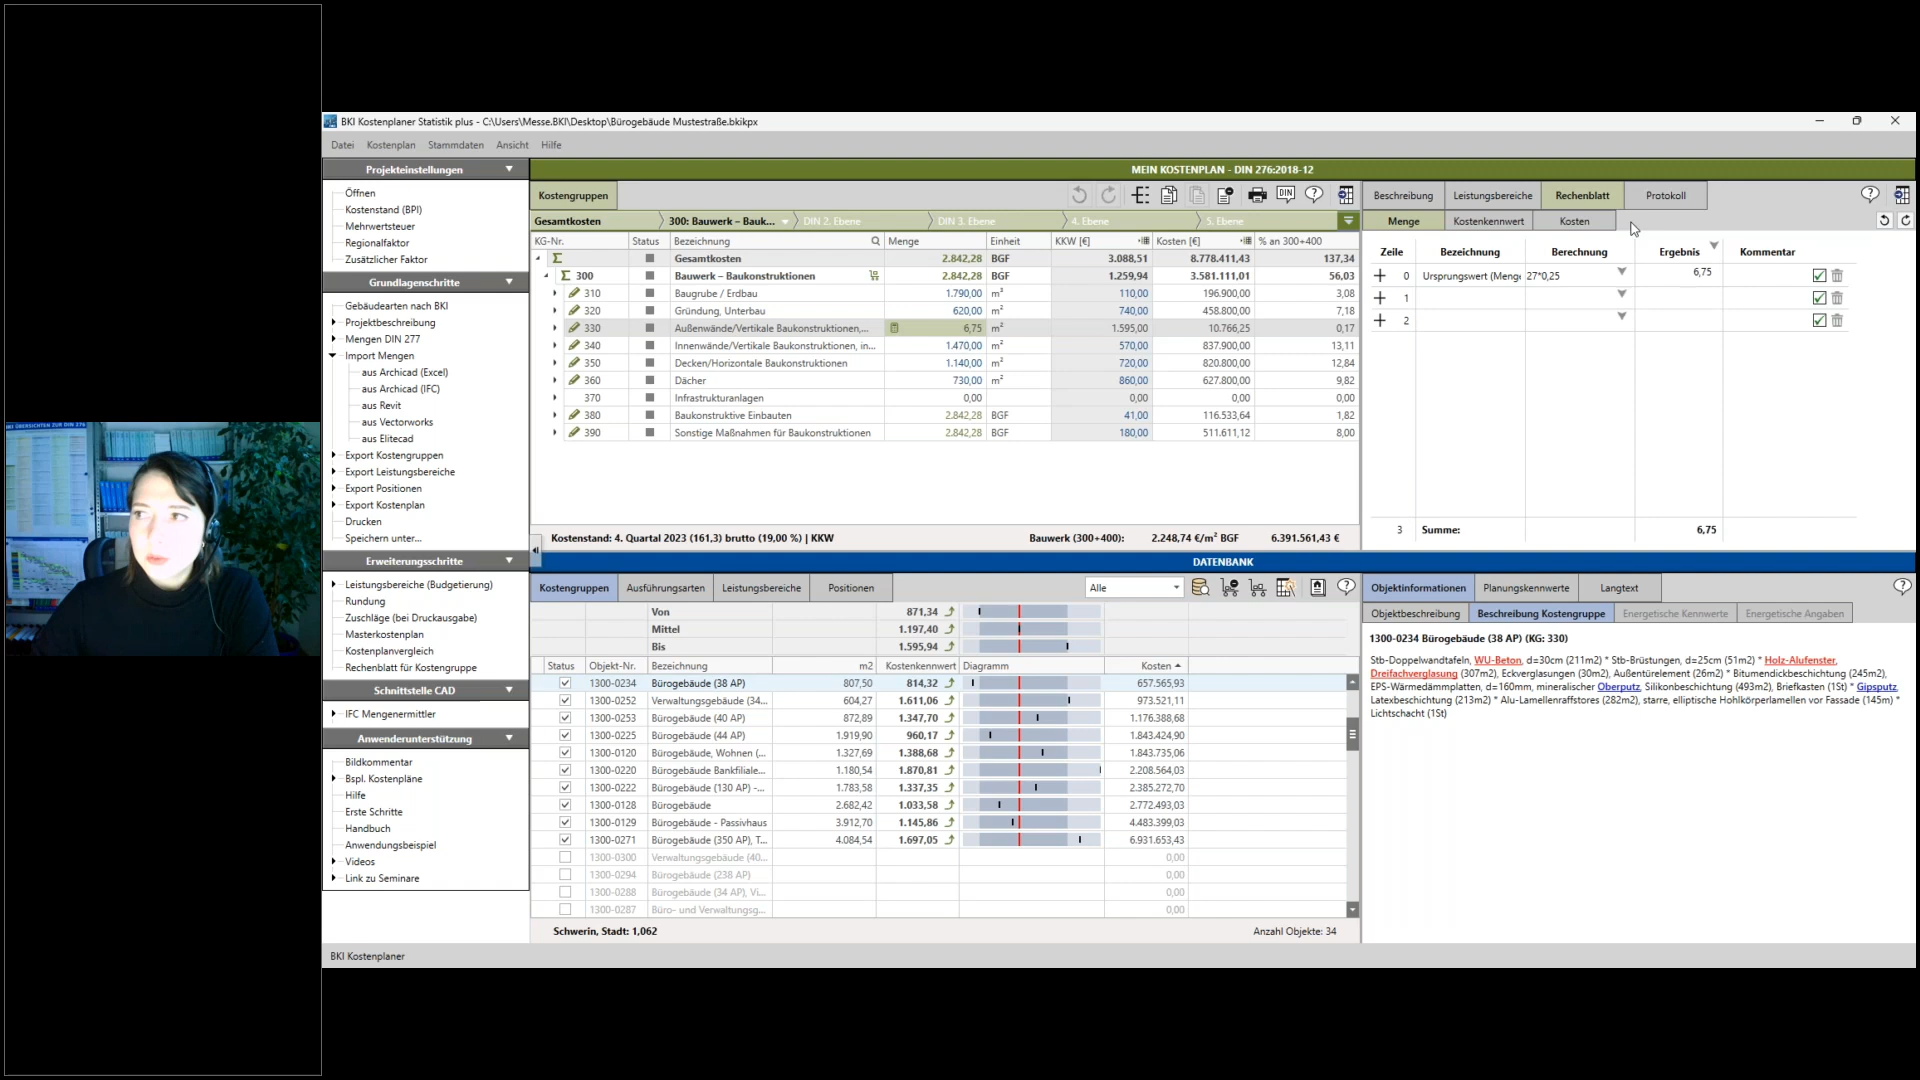 BKI ÜBERSICHTEN ZUR DIN 276
BKI Kostenplaner Statistik plus - C:\Users\Messe.BKI\Desktop\Bürogebäude Mustestraße.bkikpx
Datei Kostenplan Stammdaten Ansicht Hilfe
Projekteinstellungen
Öffnen
Kostenstand (BPI)
Mehrwertsteuer
Regionalfaktor
Zusätzlicher Faktor
Grundlagenschritte
Gebäudearten nach BKI
Projektbeschreibung
Mengen DIN 277
Import Mengen
aus Archicad (Excel)
aus Archicad (IFC)
aus Revit
aus Vectorworks
aus Elitecad
Export Kostengruppen
Export Leistungsbereiche
Export Positionen
Export Kostenplan
Drucken
Speichern unter...
Erweiterungsschritte
Leistungsbereiche (Budgetierung)
Rundung
Zuschläge (bei Druckausgabe)
Masterkostenplan
Kostenplanvergleich
Rechenblatt für Kostengruppe
Schnittstelle CAD
IFC Mengenermittler
Anwenderunterstützung
Bildkommentar
Bspl. Kostenpläne
Hilfe
Erste Schritte
Handbuch
Anwendungsbeispiel
Videos
Link zu Seminare
MEIN KOSTENPLAN - DIN 276:2018-12
Kostengruppen DIN
Gesamtkosten 300: Bauwerk – Bauk... DIN 2. Ebene DIN 3. Ebene 4. Ebene 5. Ebene
KG-Nr. Status Bezeichnung Menge Einheit KKW [€] Kosten [€] % an 300+400
Σ Gesamtkosten 2.842,28 BGF 3.088,51 8.778.411,43 137,34
Σ 300 Bauwerk – Baukonstruktionen 2.842,28 BGF 1.259,94 3.581.111,01 56,03
310 Baugrube / Erdbau 1.790,00 m² 110,00 196.900,00 3,08
320 Gründung, Unterbau 620,00 m² 740,00 458.800,00 7,18
330 Außenwände/Vertikale Baukonstruktionen,... 6,75 m² 1.595,00 10.766,25 0,17
340 Innenwände/Vertikale Baukonstruktionen, in... 1.470,00 m² 570,00 837.900,00 13,11
350 Decken/Horizontale Baukonstruktionen 1.140,00 m² 720,00 820.800,00 12,84
360 Dächer 730,00 m² 860,00 627.800,00 9,82
370 Infrastrukturanlagen 0,00 0,00 0,00 0,00
380 Baukonstruktive Einbauten 2.842,28 BGF 41,00 116.533,64 1,82
390 Sonstige Maßnahmen für Baukonstruktionen 2.842,28 BGF 180,00 511.611,12 8,00
Kostenstand: 4. Quartal 2023 (161,3) brutto (19,00 %) | KKW Bauwerk (300+400): 2.248,74 €/m² BGF 6.391.561,43 €
Beschreibung Leistungsbereiche Rechenblatt Protokoll
Menge Kostenkennwert Kosten
Zeile Bezeichnung Berechnung Ergebnis Kommentar
0 Ursprungswert (Menge 27*0,25 6,75
1
2
3 Summe: 6,75
DATENBANK
Kostengruppen Ausführungsarten Leistungsbereiche Positionen Alle
Von 871,34
Mittel 1.197,40
Bis 1.595,94
Status Objekt-Nr. Bezeichnung m2 Kostenkennwert Diagramm Kosten
1300-0234 Bürogebäude (38 AP) 807,50 814,32 657.565,93
1300-0252 Verwaltungsgebäude (34... 604,27 1.611,06 973.521,11
1300-0253 Bürogebäude (40 AP) 872,89 1.347,70 1.176.388,68
1300-0225 Bürogebäude (44 AP) 1.919,90 960,17 1.843.424,90
1300-0120 Bürogebäude, Wohnen (... 1.327,69 1.388,68 1.843.735,06
1300-0220 Bürogebäude Bankfiliale... 1.180,54 1.870,81 2.208.564,03
1300-0222 Bürogebäude (130 AP) -... 1.783,58 1.337,35 2.385.272,70
1300-0128 Bürogebäude 2.682,42 1.033,58 2.772.493,03
1300-0129 Bürogebäude - Passivhaus 3.912,70 1.145,86 4.483.399,03
1300-0271 Bürogebäude (350 AP), T... 4.084,54 1.697,05 6.931.653,43
1300-0300 Verwaltungsgebäude (40... 0,00
1300-0294 Bürogebäude (238 AP) 0,00
1300-0288 Bürogebäude (34 AP), Vi... 0,00
1300-0287 Büro- und Verwaltungsg... 0,00
Schwerin, Stadt: 1,062 Anzahl Objekte: 34
Objektinformationen Planungskennwerte Langtext
Objektbeschreibung Beschreibung Kostengruppe Energetische Kennwerte Energetische Angaben
1300-0234 Bürogebäude (38 AP) (KG: 330)
Stb-Doppelwandtafeln, WU-Beton, d=30cm (211m2) * Stb-Brüstungen, d=25cm (51m2) * Holz-Alufenster,
Dreifachverglasung (307m2), Eckverglasungen (30m2), Außentürelement (26m2) * Bitumendickbeschichtung (245m2),
EPS-Wärmedämmplatten, d=160mm, mineralischer Oberputz, Silikonbeschichtung (493m2), Briefkasten (1St) * Gipsputz,
Latexbeschichtung (213m2) * Alu-Lamellenraffstores (282m2), starre, elliptische Hohlkörperlamellen vor Fassade (145m) *
Lichtschacht (1St)
BKI Kostenplaner